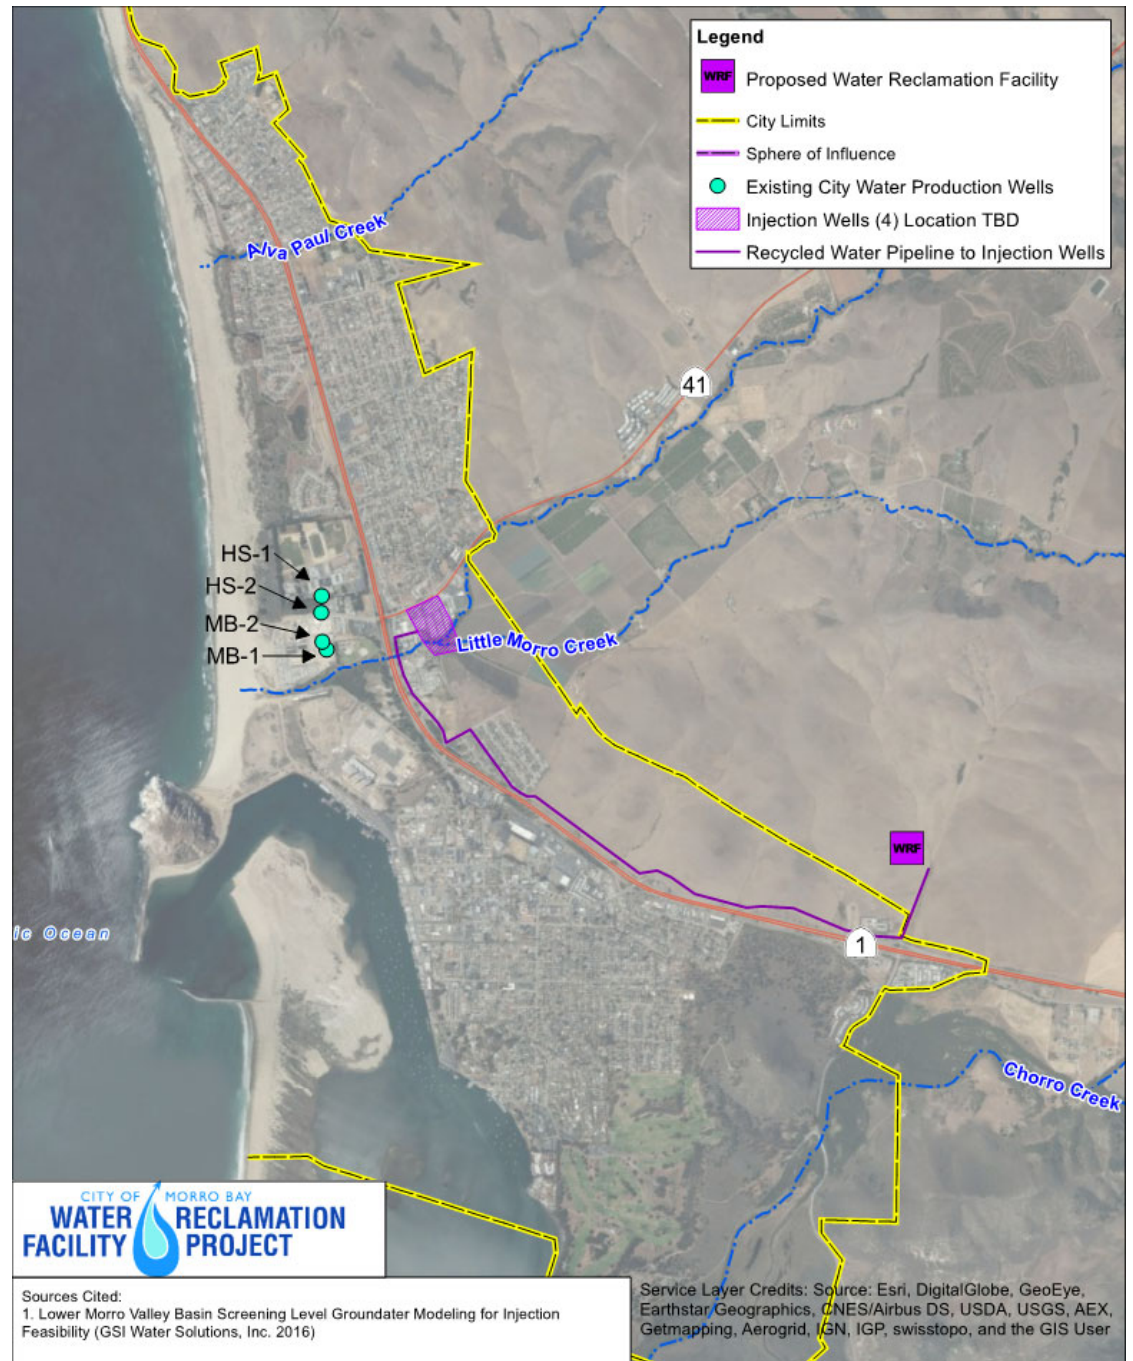 Legend
WRF Proposed Water Reclamation Facility
City Limits
Sphere of Influence
Existing City Water Production Wells
Injection Wells (4) Location TBD
Recycled Water Pipeline to Injection Wells
Alva Paul Creek
41
HS-1
HS-2
MB-2
MB-1
Little Morro Creek
WRF
ic Ocean
1
Chorro Creek
CITY OF MORRO BAY
WATER RECLAMATION
FACILITY PROJECT
Sources Cited:
1. Lower Morro Valley Basin Screening Level Groundater Modeling for Injection
Feasibility (GSI Water Solutions, Inc. 2016)
Service Layer Credits: Source: Esri, DigitalGlobe, GeoEye,
Earthstar Geographics, CNES/Airbus DS, USDA, USGS, AEX,
Getmapping, Aerogrid, IGN, IGP, swisstopo, and the GIS User